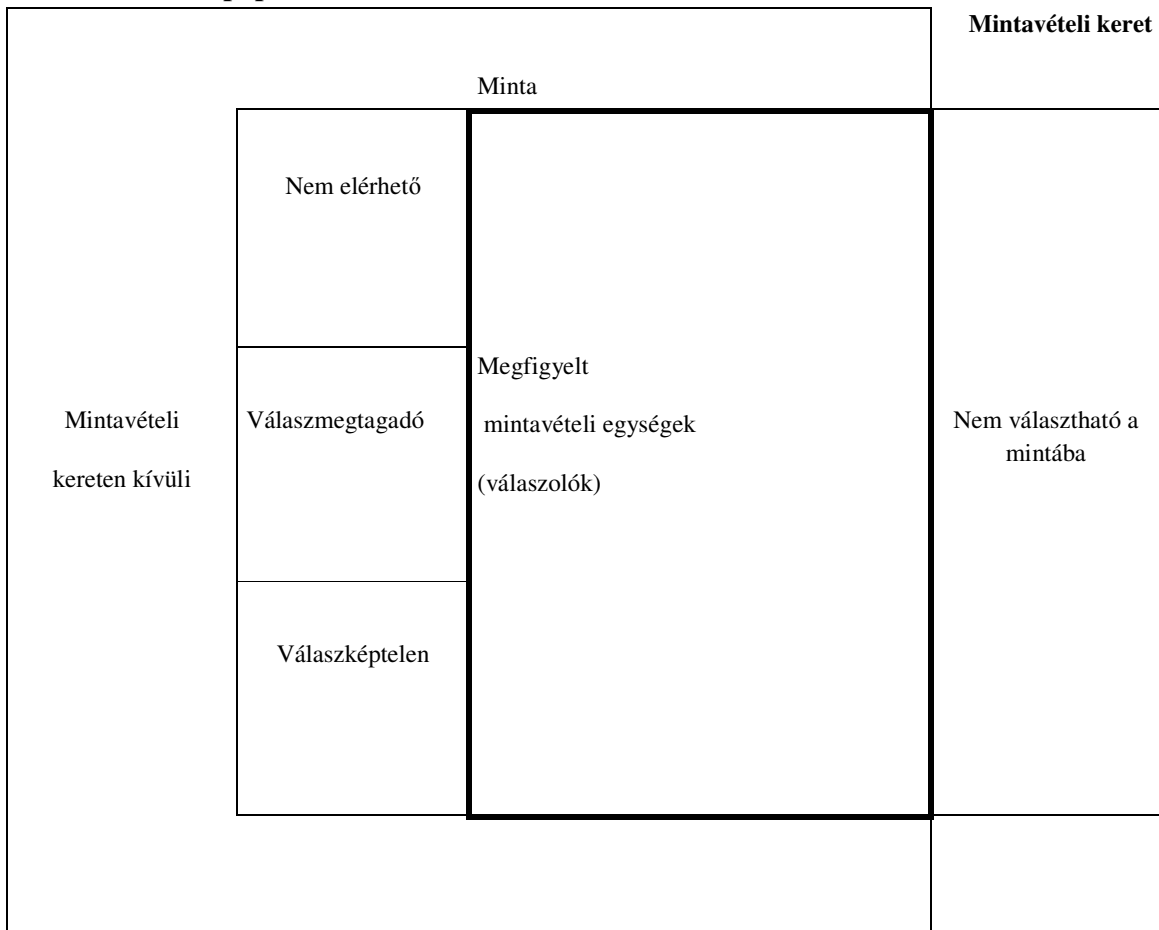 Mintavételi keret
Minta
Nem elérhető
Megfigyelt
mintavételi egységek
(válaszolók)
Mintavételi
kereten kívüli
Válaszmegtagadó
Nem választható a
mintába
Válaszképtelen